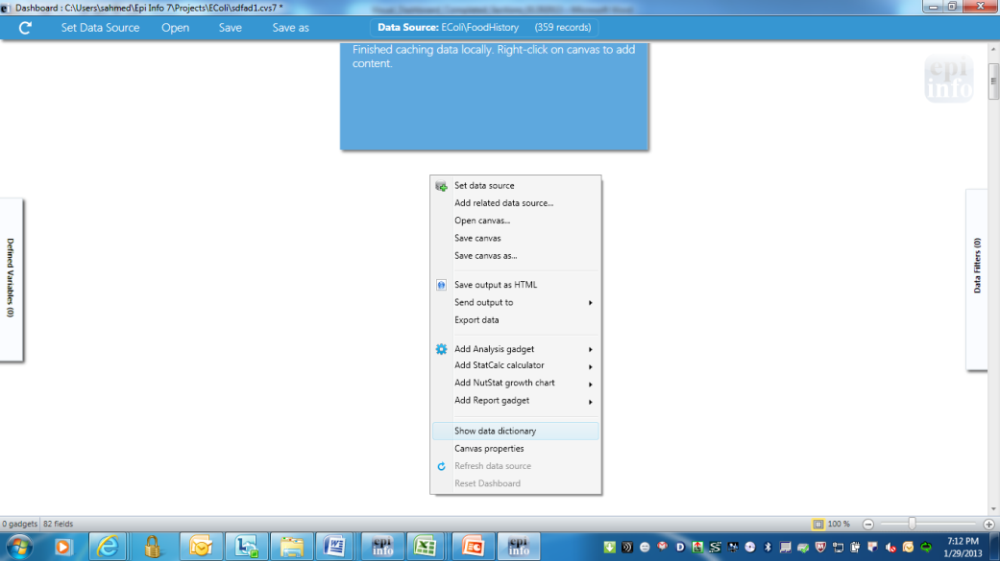 Dashboard : C:\Users\sahmed\Epi Info 7\Projects\EColi\sdfad1.cvs7 *
Set Data Source Open Save Save as Data Source: EColi\FoodHistory (359 records)
Finished caching data locally. Right-click on canvas to add
content.
epi
info
Defined Variables (0)
Data Filters (0)
Set data source
Add related data source...
Open canvas...
Save canvas
Save canvas as...
Save output as HTML
Send output to
Export data
Add Analysis gadget
Add StatCalc calculator
Add NutStat growth chart
Add Report gadget
Show data dictionary
Canvas properties
Refresh data source
Reset Dashboard
0 gadgets 82 fields
100 %
epi
info
epi
info
7:12 PM
1/29/2013